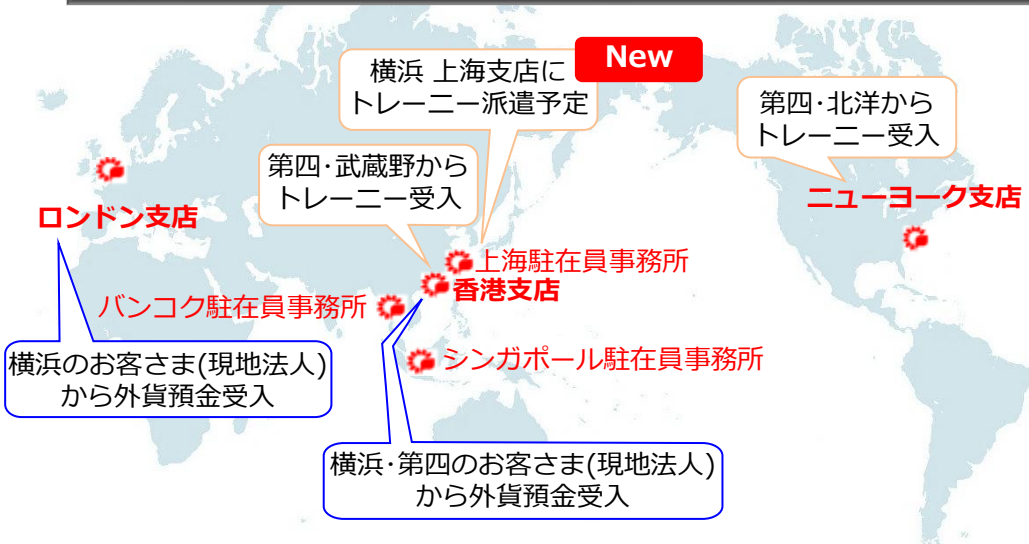 横浜 上海支店に
トレーニー派遣予定
New
第四･北洋から
トレーニー受入
第四･武蔵野から
トレーニー受入
ニューヨーク支店
ロンドン支店
上海駐在員事務所
香港支店
バンコク駐在員事務所
シンガポール駐在員事務所
横浜のお客さま(現地法人)
から外貨預金受入
横浜･第四のお客さま(現地法人)
から外貨預金受入